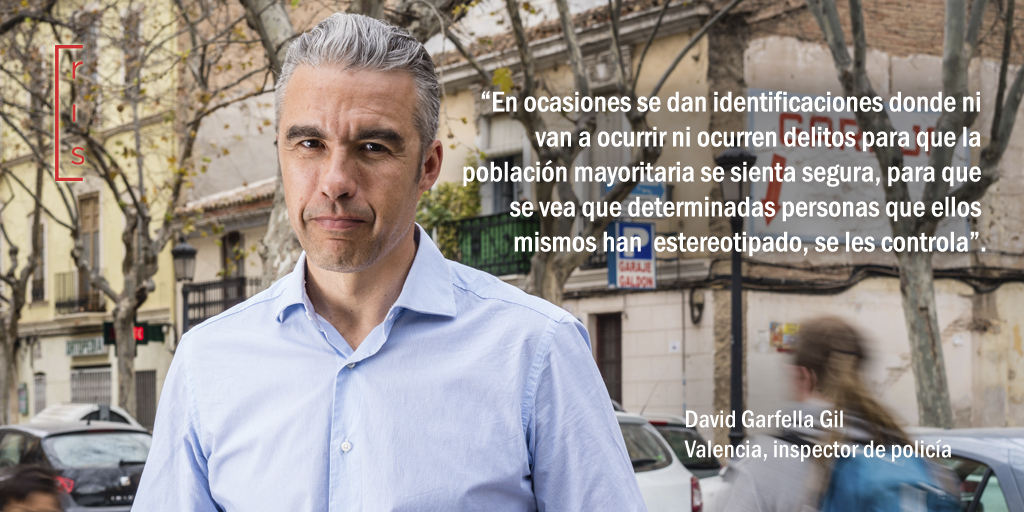 ris
“En ocasiones se dan identificaciones donde ni
van a ocurrir ni ocurren delitos para que la
población mayoritaria se sienta segura, para que
se vea que determinadas personas que ellos
mismos han estereotipado, se les controla”.
P
GARAJE
GALDON
ORTOPEDIA
David Garfella Gil
Valencia, inspector de policía